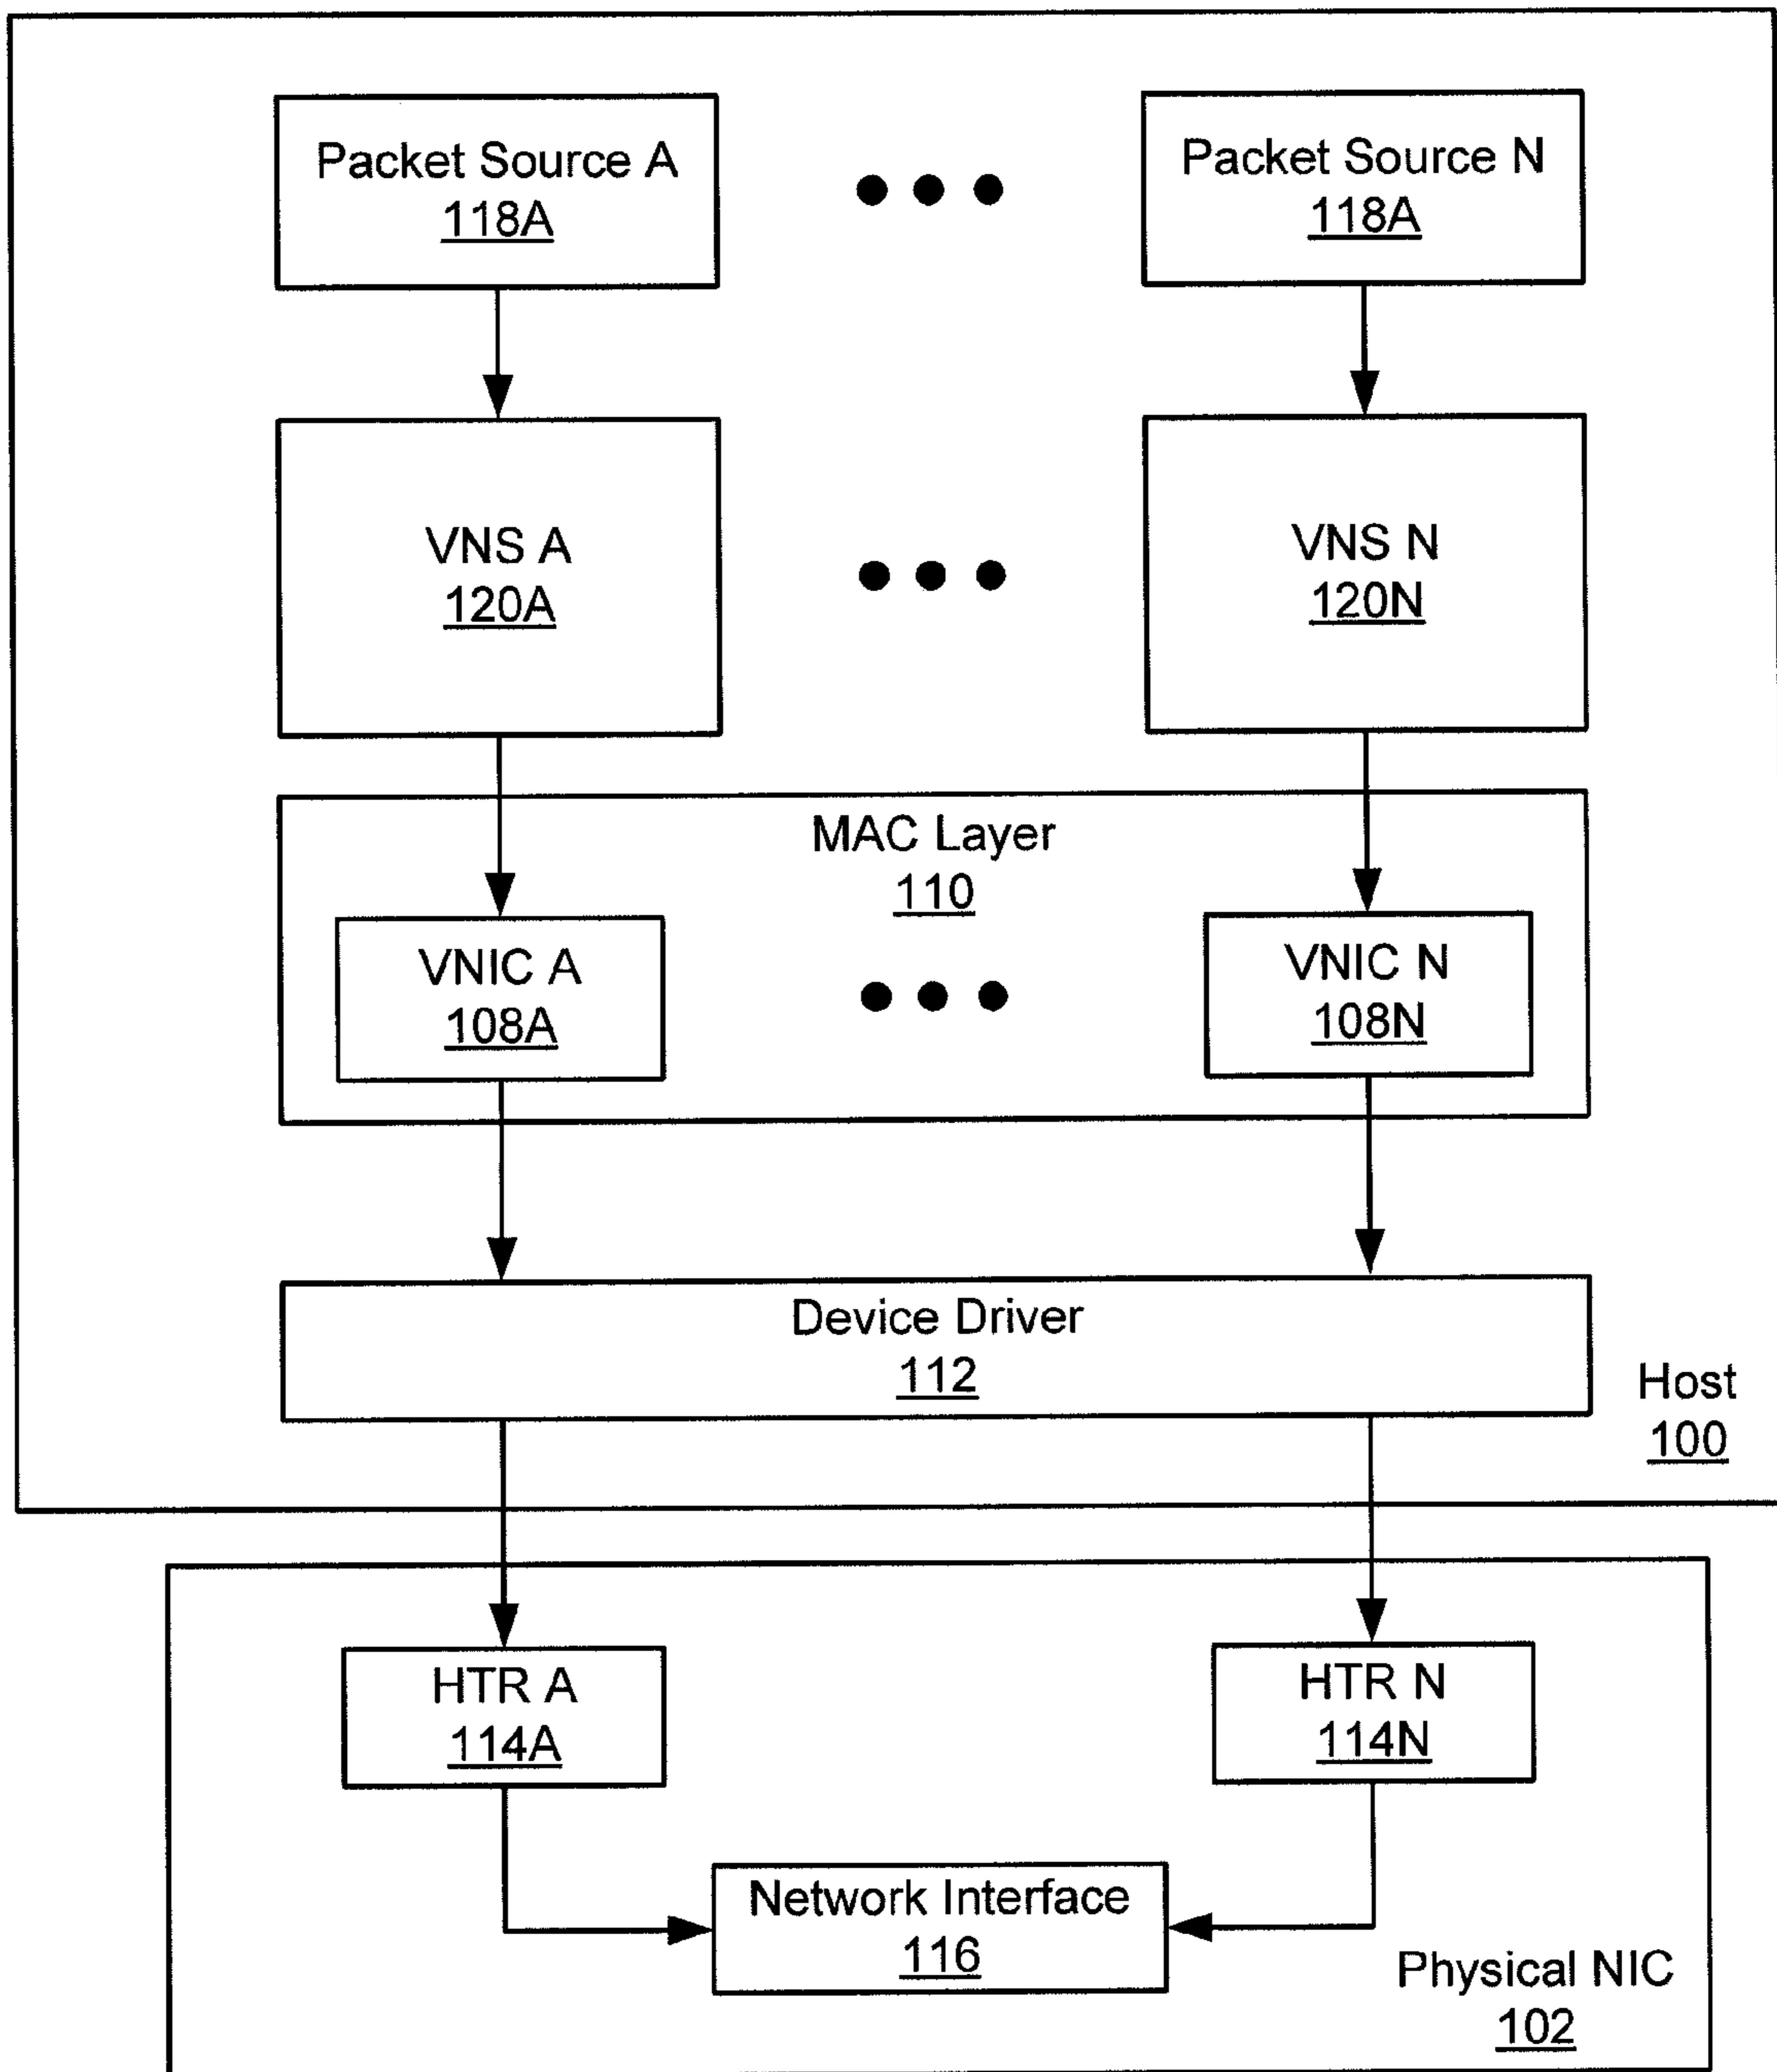 Packet Source A
118A
Packet Source N
118A
VNS A
120A
VNS N
120N
MAC Layer
110
VNIC A
108A
VNIC N
108N
Device Driver
112
Host
100
HTR A
114A
HTR N
114N
Network Interface
116
Physical NIC
102